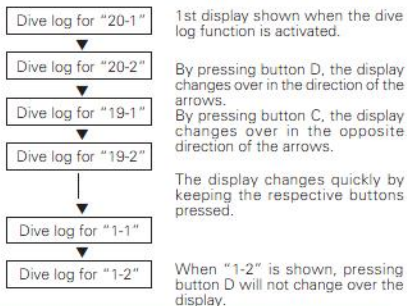 Dive log for "20-1"
1st display shown when the dive
log function is activated.
Dive log for "20-2"
By pressing button D, the display
changes over in the direction of the
arrows.
Dive log for "19-1"
By pressing button C, the display
changes over in the opposite
direction of the arrows.
Dive log for "19-2"
The display changes quickly by
keeping the respective buttons
pressed.
Dive log for "1-1"
Dive log for "1-2"
When "1-2" is shown, pressing
button D will not change over the
display.